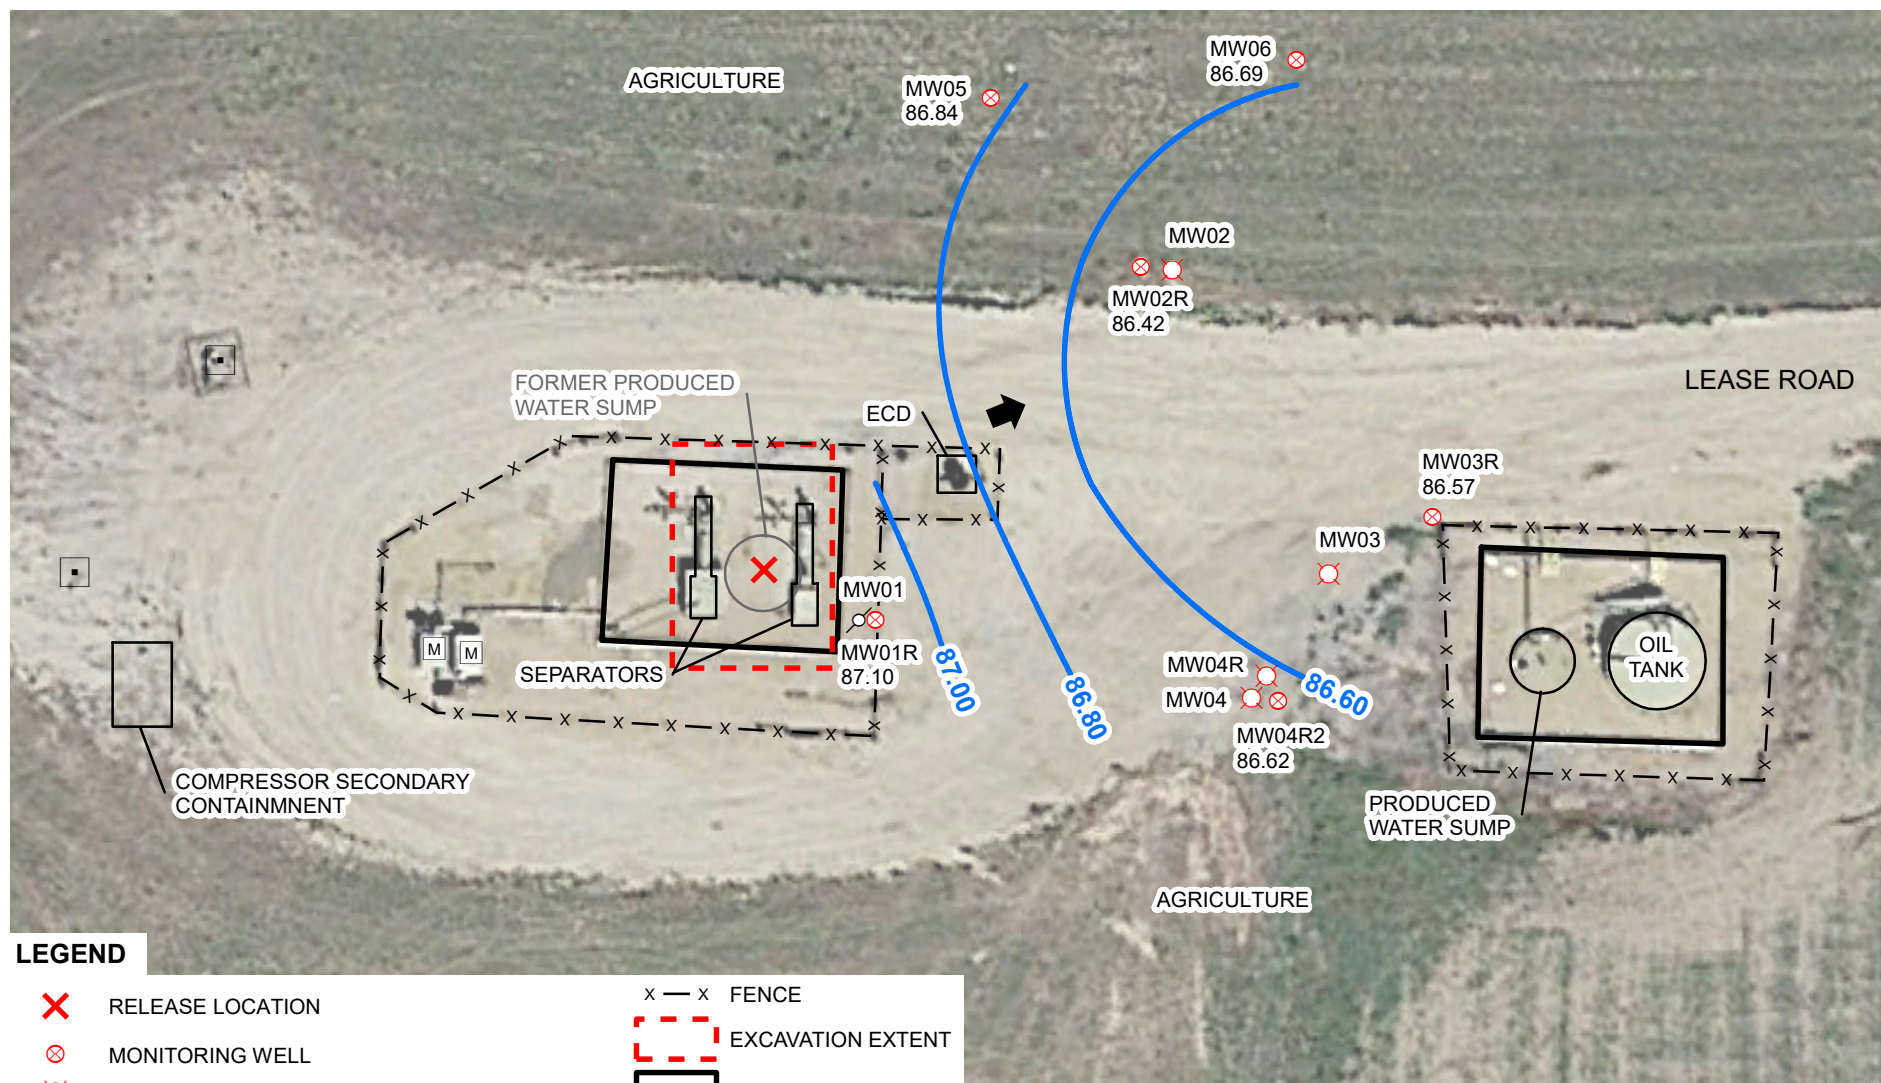 AGRICULTURE
MW05
86.84
MW06
86.69
MW02
MW02R
86.42
LEASE ROAD
FORMER PRODUCED
WATER SUMP
ECD
MW03R
86.57
MW03
MW01
MW01R
87.10
SEPARATORS
M
M
87.00
86.80
86.60
MW04R
MW04
MW04R2
86.62
OIL
TANK
COMPRESSOR SECONDARY
CONTAINMNENT
PRODUCED
WATER SUMP
AGRICULTURE
LEGEND
RELEASE LOCATION
MONITORING WELL
X X FENCE
EXCAVATION EXTENT